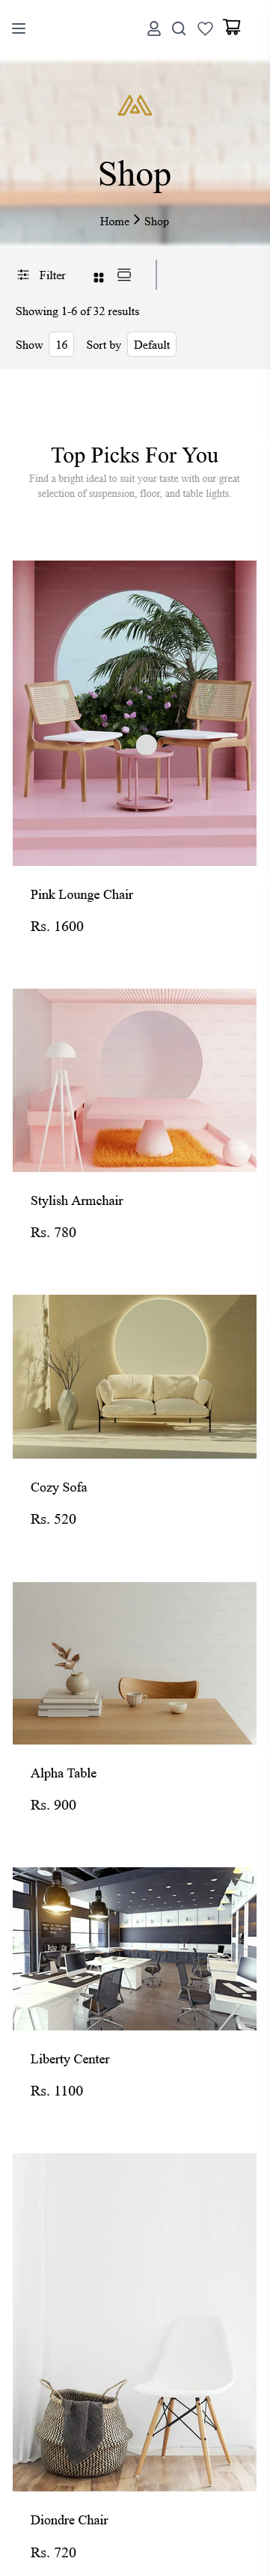 Shop
Home > Shop
Filter
Showing 1-6 of 32 results
Show 16 Sort by Default
Top Picks For You
Find a bright ideal to suit your taste with our great
selection of suspension, floor, and table lights.
Pink Lounge Chair
Rs. 1600
Stylish Armchair
Rs. 780
Cozy Sofa
Rs. 520
Alpha Table
Rs. 900
Liberty Center
Rs. 1100
Diondre Chair
Rs. 720